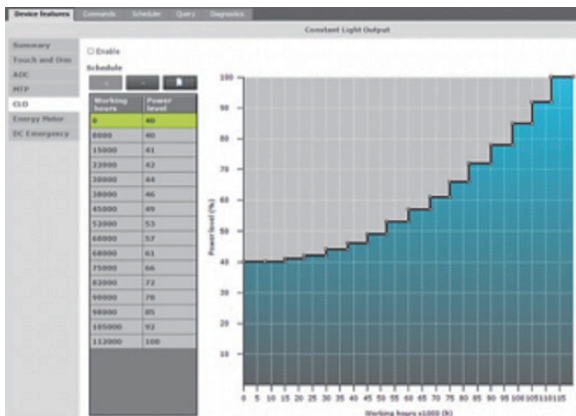 Device features Commands Scheduler Query Diagnostics
Constant Light Output
Summary
Touch and Dim
AOC
MTP
CLO
Energy Meter
DC Emergency
Enable
Schedule
+ -
Working hours Power level
0 40
8000 40
15000 41
22000 42
30000 44
38000 46
45000 49
52000 53
60000 57
68000 61
75000 66
82000 72
90000 78
98000 85
105000 92
112000 100
Power level (%)
100
90
80
70
60
50
40
30
20
10
0 5 10 15 20 25 30 35 40 45 50 55 60 65 70 75 80 85 90 95 100 105 110 115
Working hours x1000 (h)